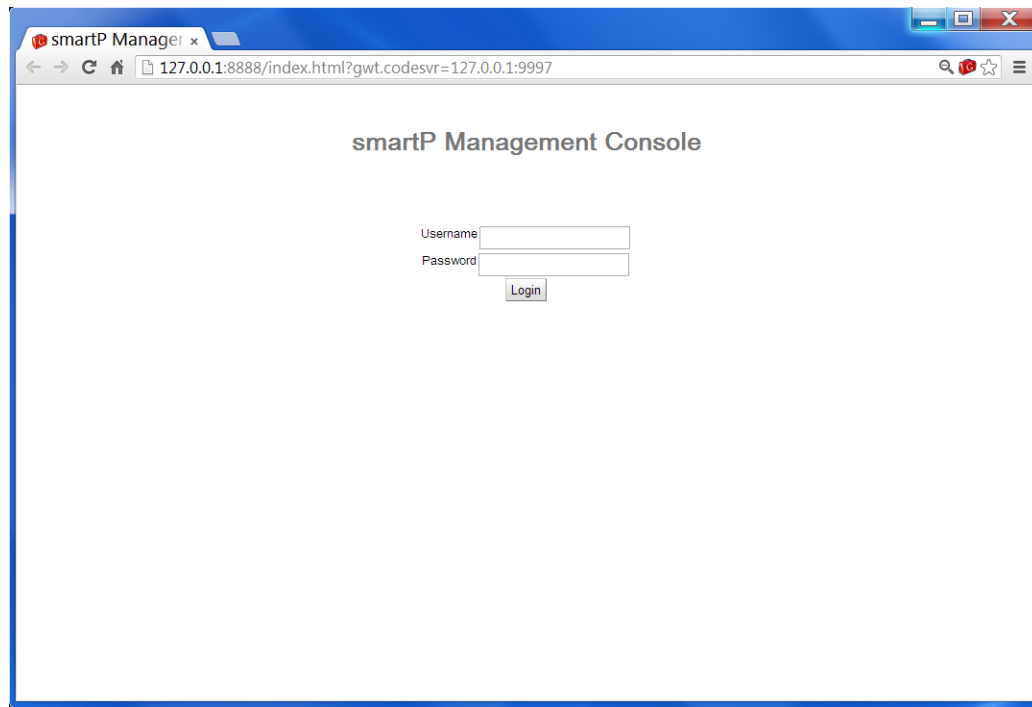 smartP Manager
127.0.0.1:8888/index.html?gwt.codesvr=127.0.0.1:9997
smartP Management Console
Username
Password
Login